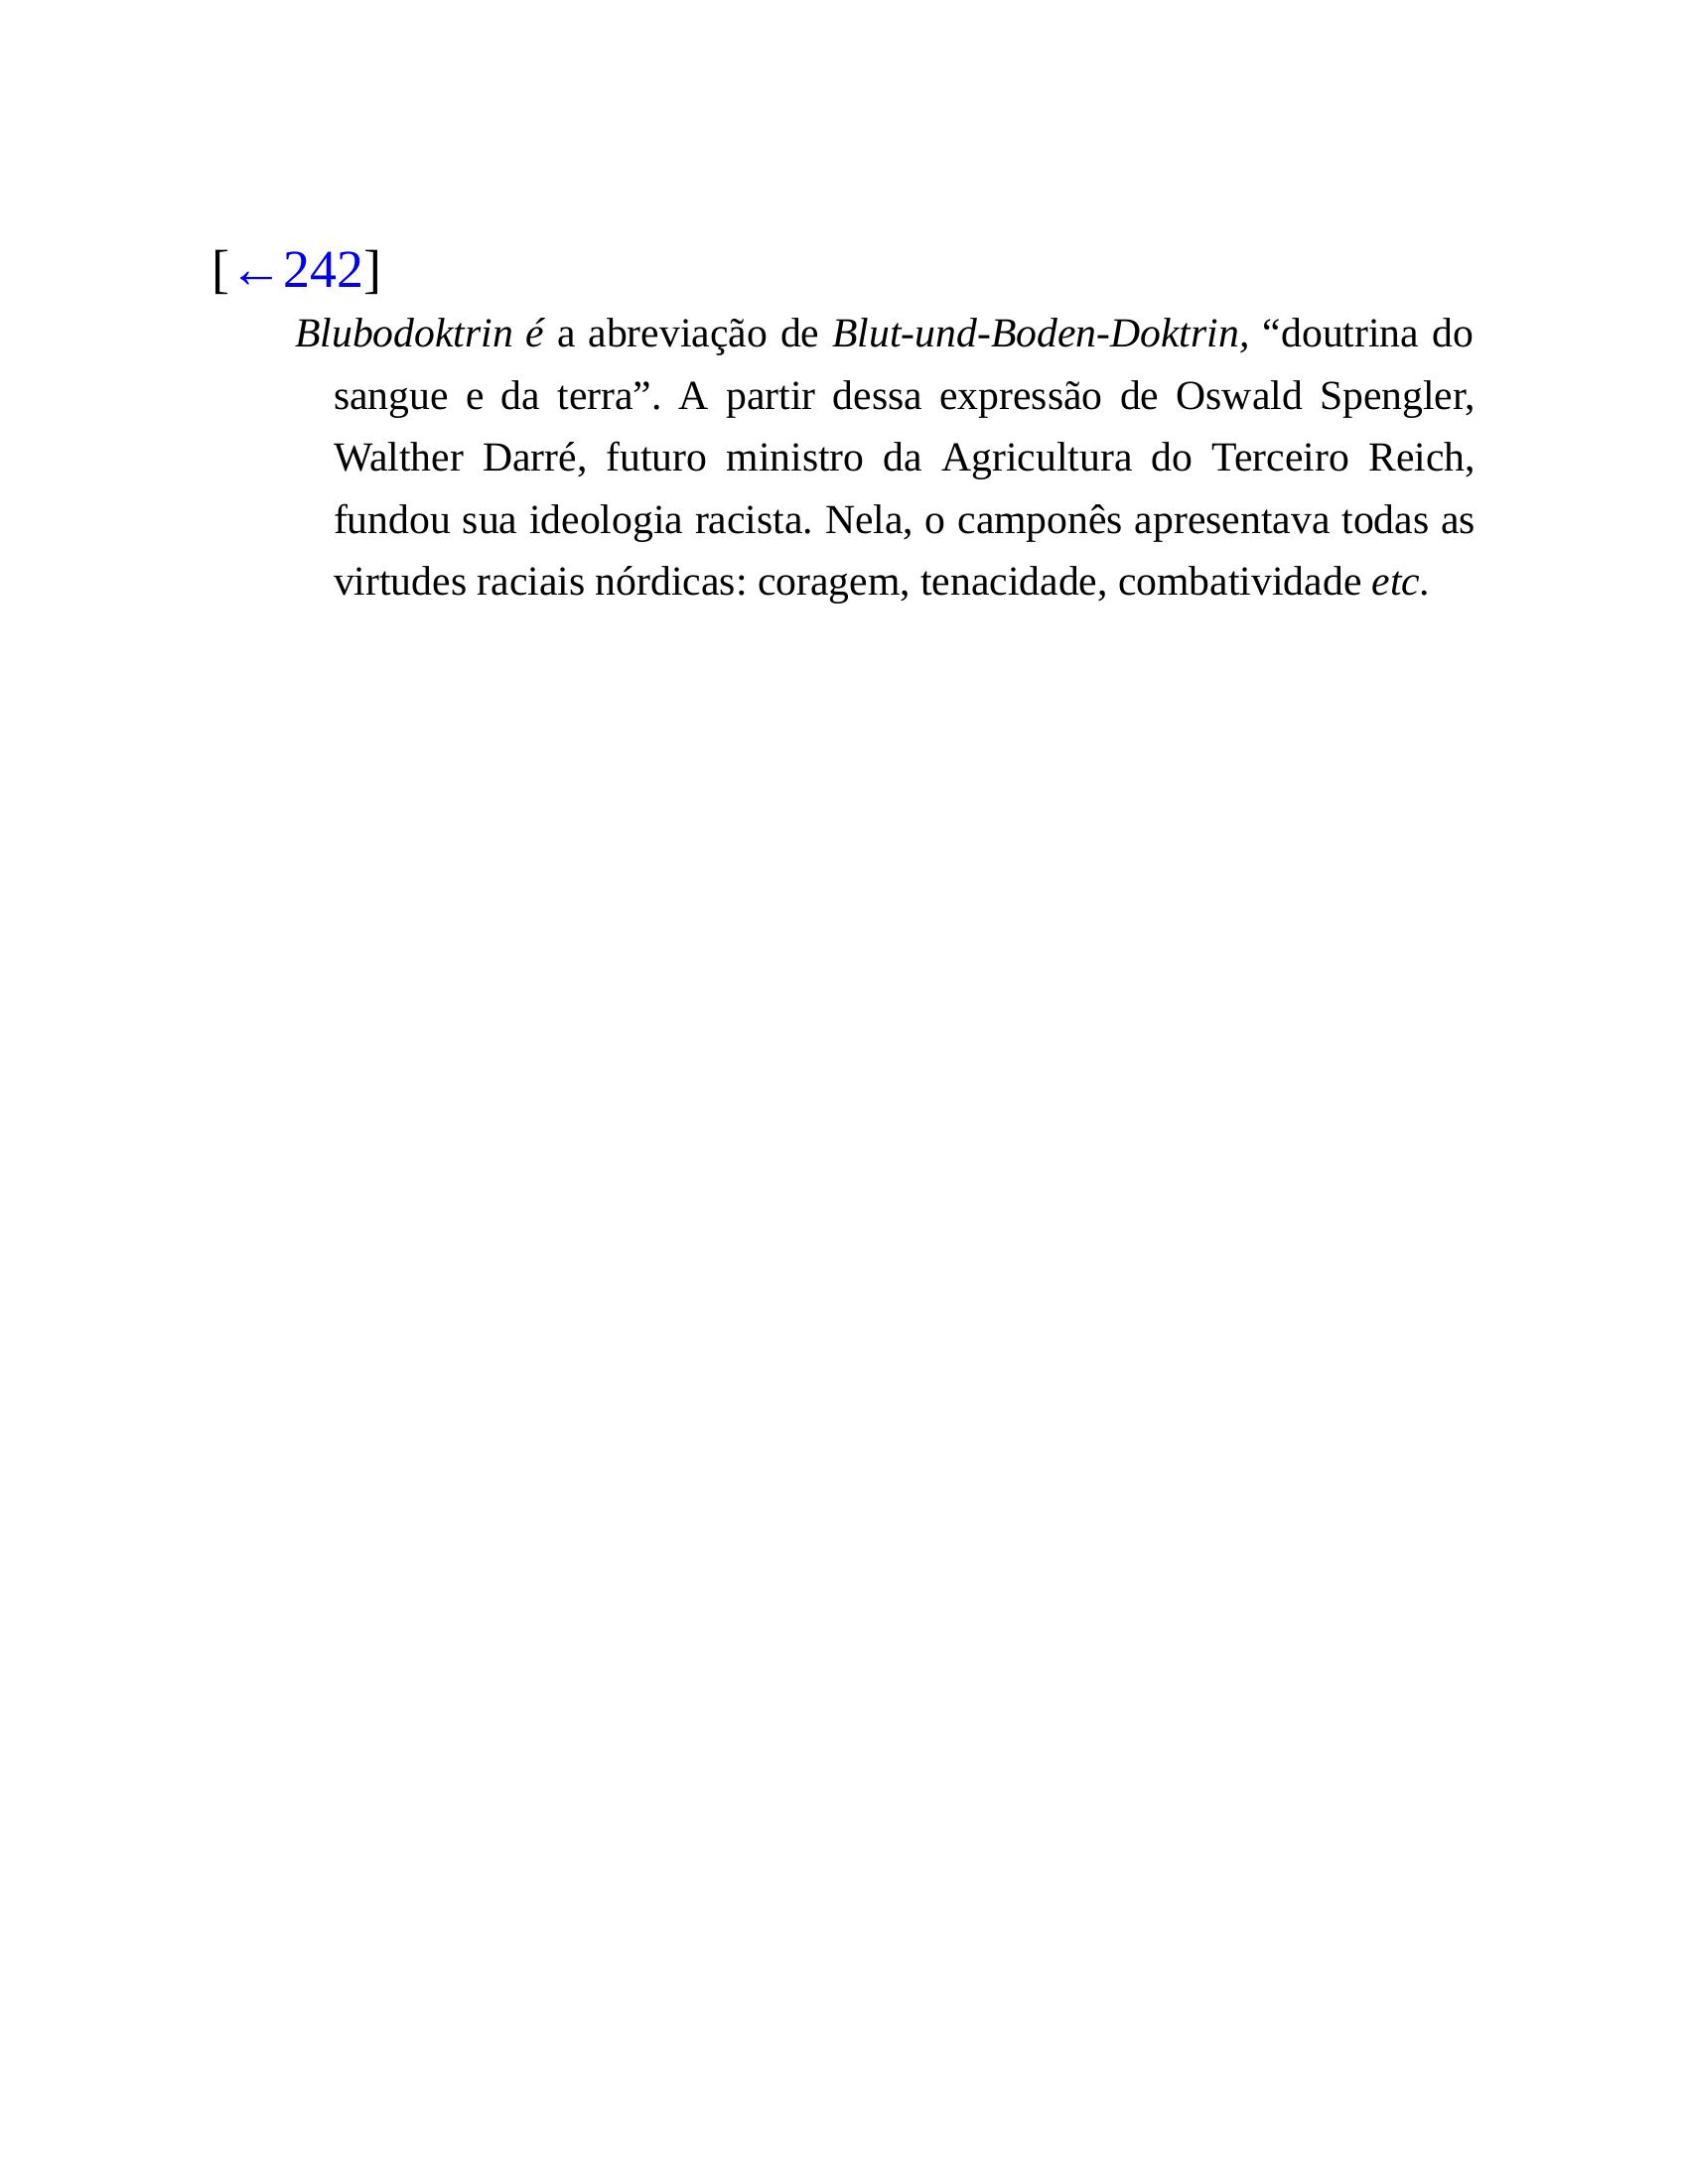 [←242]
Blubodoktrin é a abreviação de Blut-und-Boden-Doktrin, “doutrina do
sangue e da terra”. A partir dessa expressão de Oswald Spengler,
Walther Darré, futuro ministro da Agricultura do Terceiro Reich,
fundou sua ideologia racista. Nela, o camponês apresentava todas as
virtudes raciais nórdicas: coragem, tenacidade, combatividade etc.